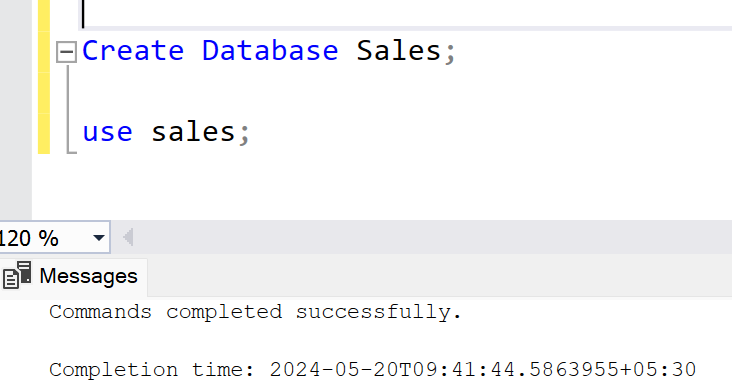 Create Database Sales;
use sales;
120 %
Messages
Commands completed successfully.
Completion time: 2024-05-20T09:41:44.5863955+05:30